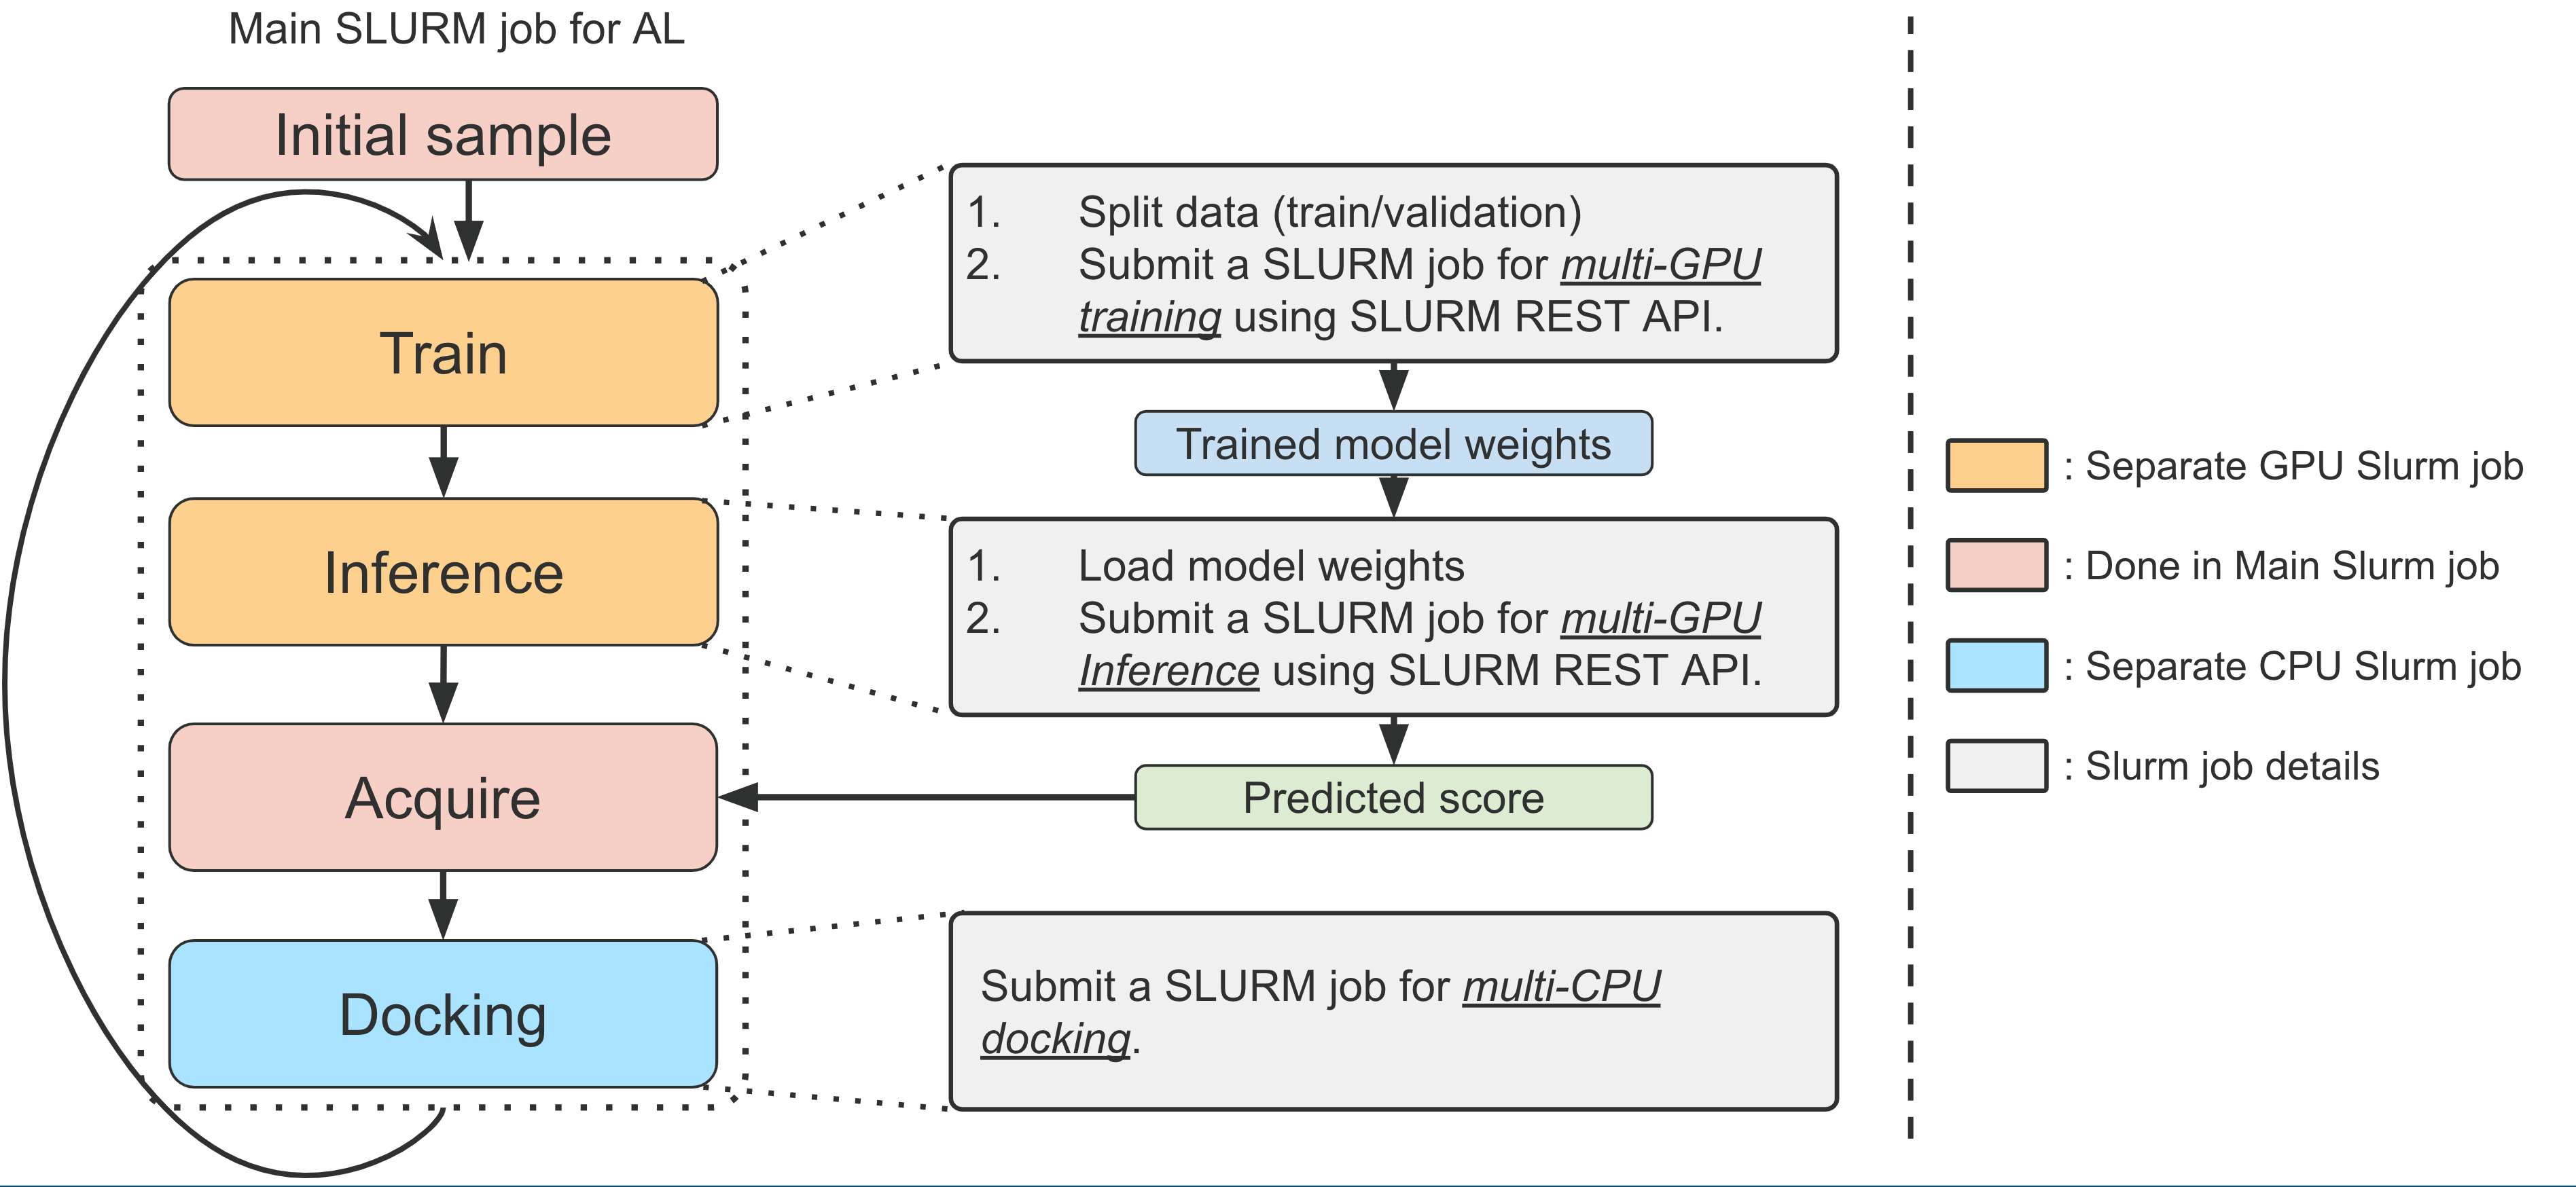 Main SLURM job for AL
Initial sample
Train
Inference
Acquire
Docking
1. Split data (train/validation)
2. Submit a SLURM job for multi-GPU
training using SLURM REST API.
Trained model weights
1. Load model weights
2. Submit a SLURM job for multi-GPU
Inference using SLURM REST API.
Predicted score
Submit a SLURM job for multi-CPU
docking.
: Separate GPU Slurm job
: Done in Main Slurm job
: Separate CPU Slurm job
: Slurm job details